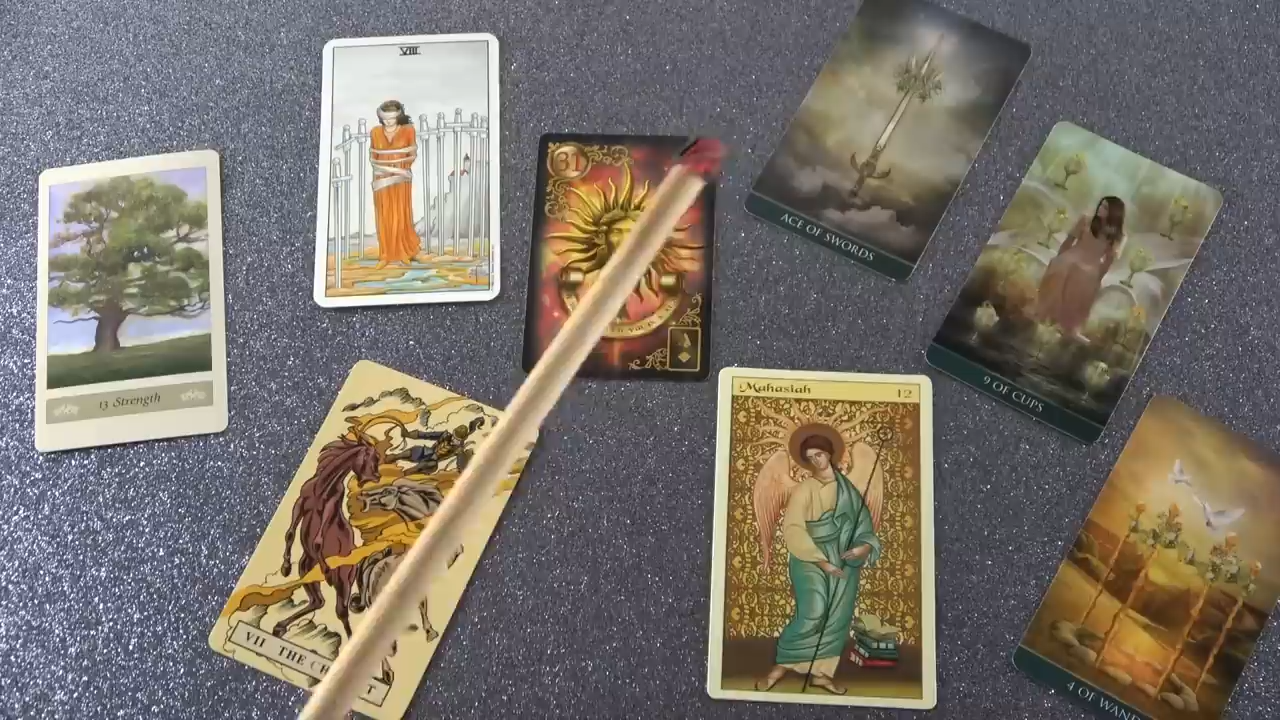 VIII
31
ACE OF SWORDS
9 OF CUPS
13 Strength
Mahasiah 12
VII THE CH T
4 OF WAN